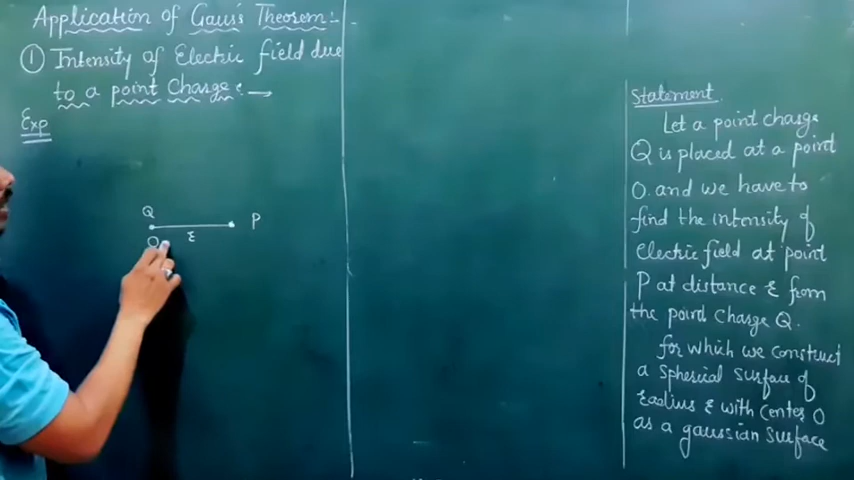 Application of Gauss Theorem:-
① Intensity of Electric field due
to a point charge: →
Exp
Q
P
O
r
Statement
Let a point charge
Q is placed at a point
O. and we have to
find the intensity of
Electric field at point
P at distance r from
the point charge Q.
for which we construct
a spherical surface of
radius r with center O
as a gaussian surface